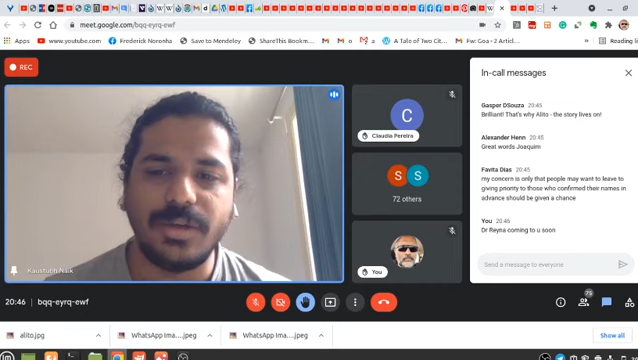 meet.google.com/bqq-eyrq-ewf
Apps
www.youtube.com
Frederick Noronha
Save to Mendeley
ShareThis Bookm...
A Tale of Two Cit...
Fw: Goa - 2 Articl...
Reading li
REC
In-call messages
C
Claudia Pereira
S S
72 others
You
Kaustubh Naik
Gasper DSouza 20:45
Brilliant! That's why Alito - the story lives on!
Alexander Henn 20:45
Great words Joaquim
Favita Dias 20:45
my concern is only that people may want to leave to
giving priority to those who confirmed their names in
advance should be given a chance
You 20:46
Dr Reyna coming to u soon
Send a message to everyone
20:46 | bqq-eyrq-ewf
75
alito.jpg
WhatsApp Ima....jpeg
WhatsApp Ima....jpeg
Show all